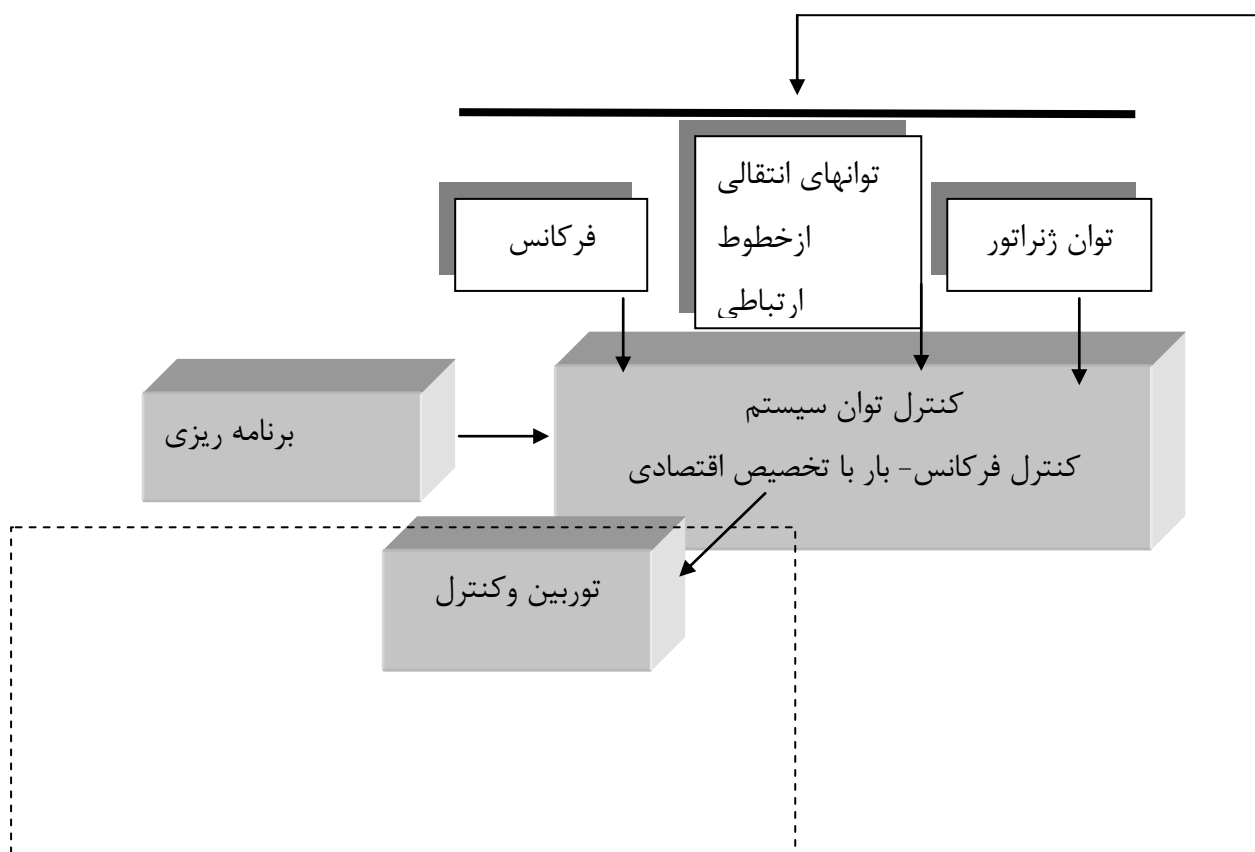 توانهای انتقالی
ازخطوط
ارتباطی
توان ژنراتور
فرکانس
کنترل توان سیستم
کنترل فرکانس- بار با تخصیص اقتصادی
برنامه ریزی
توربین وکنترل